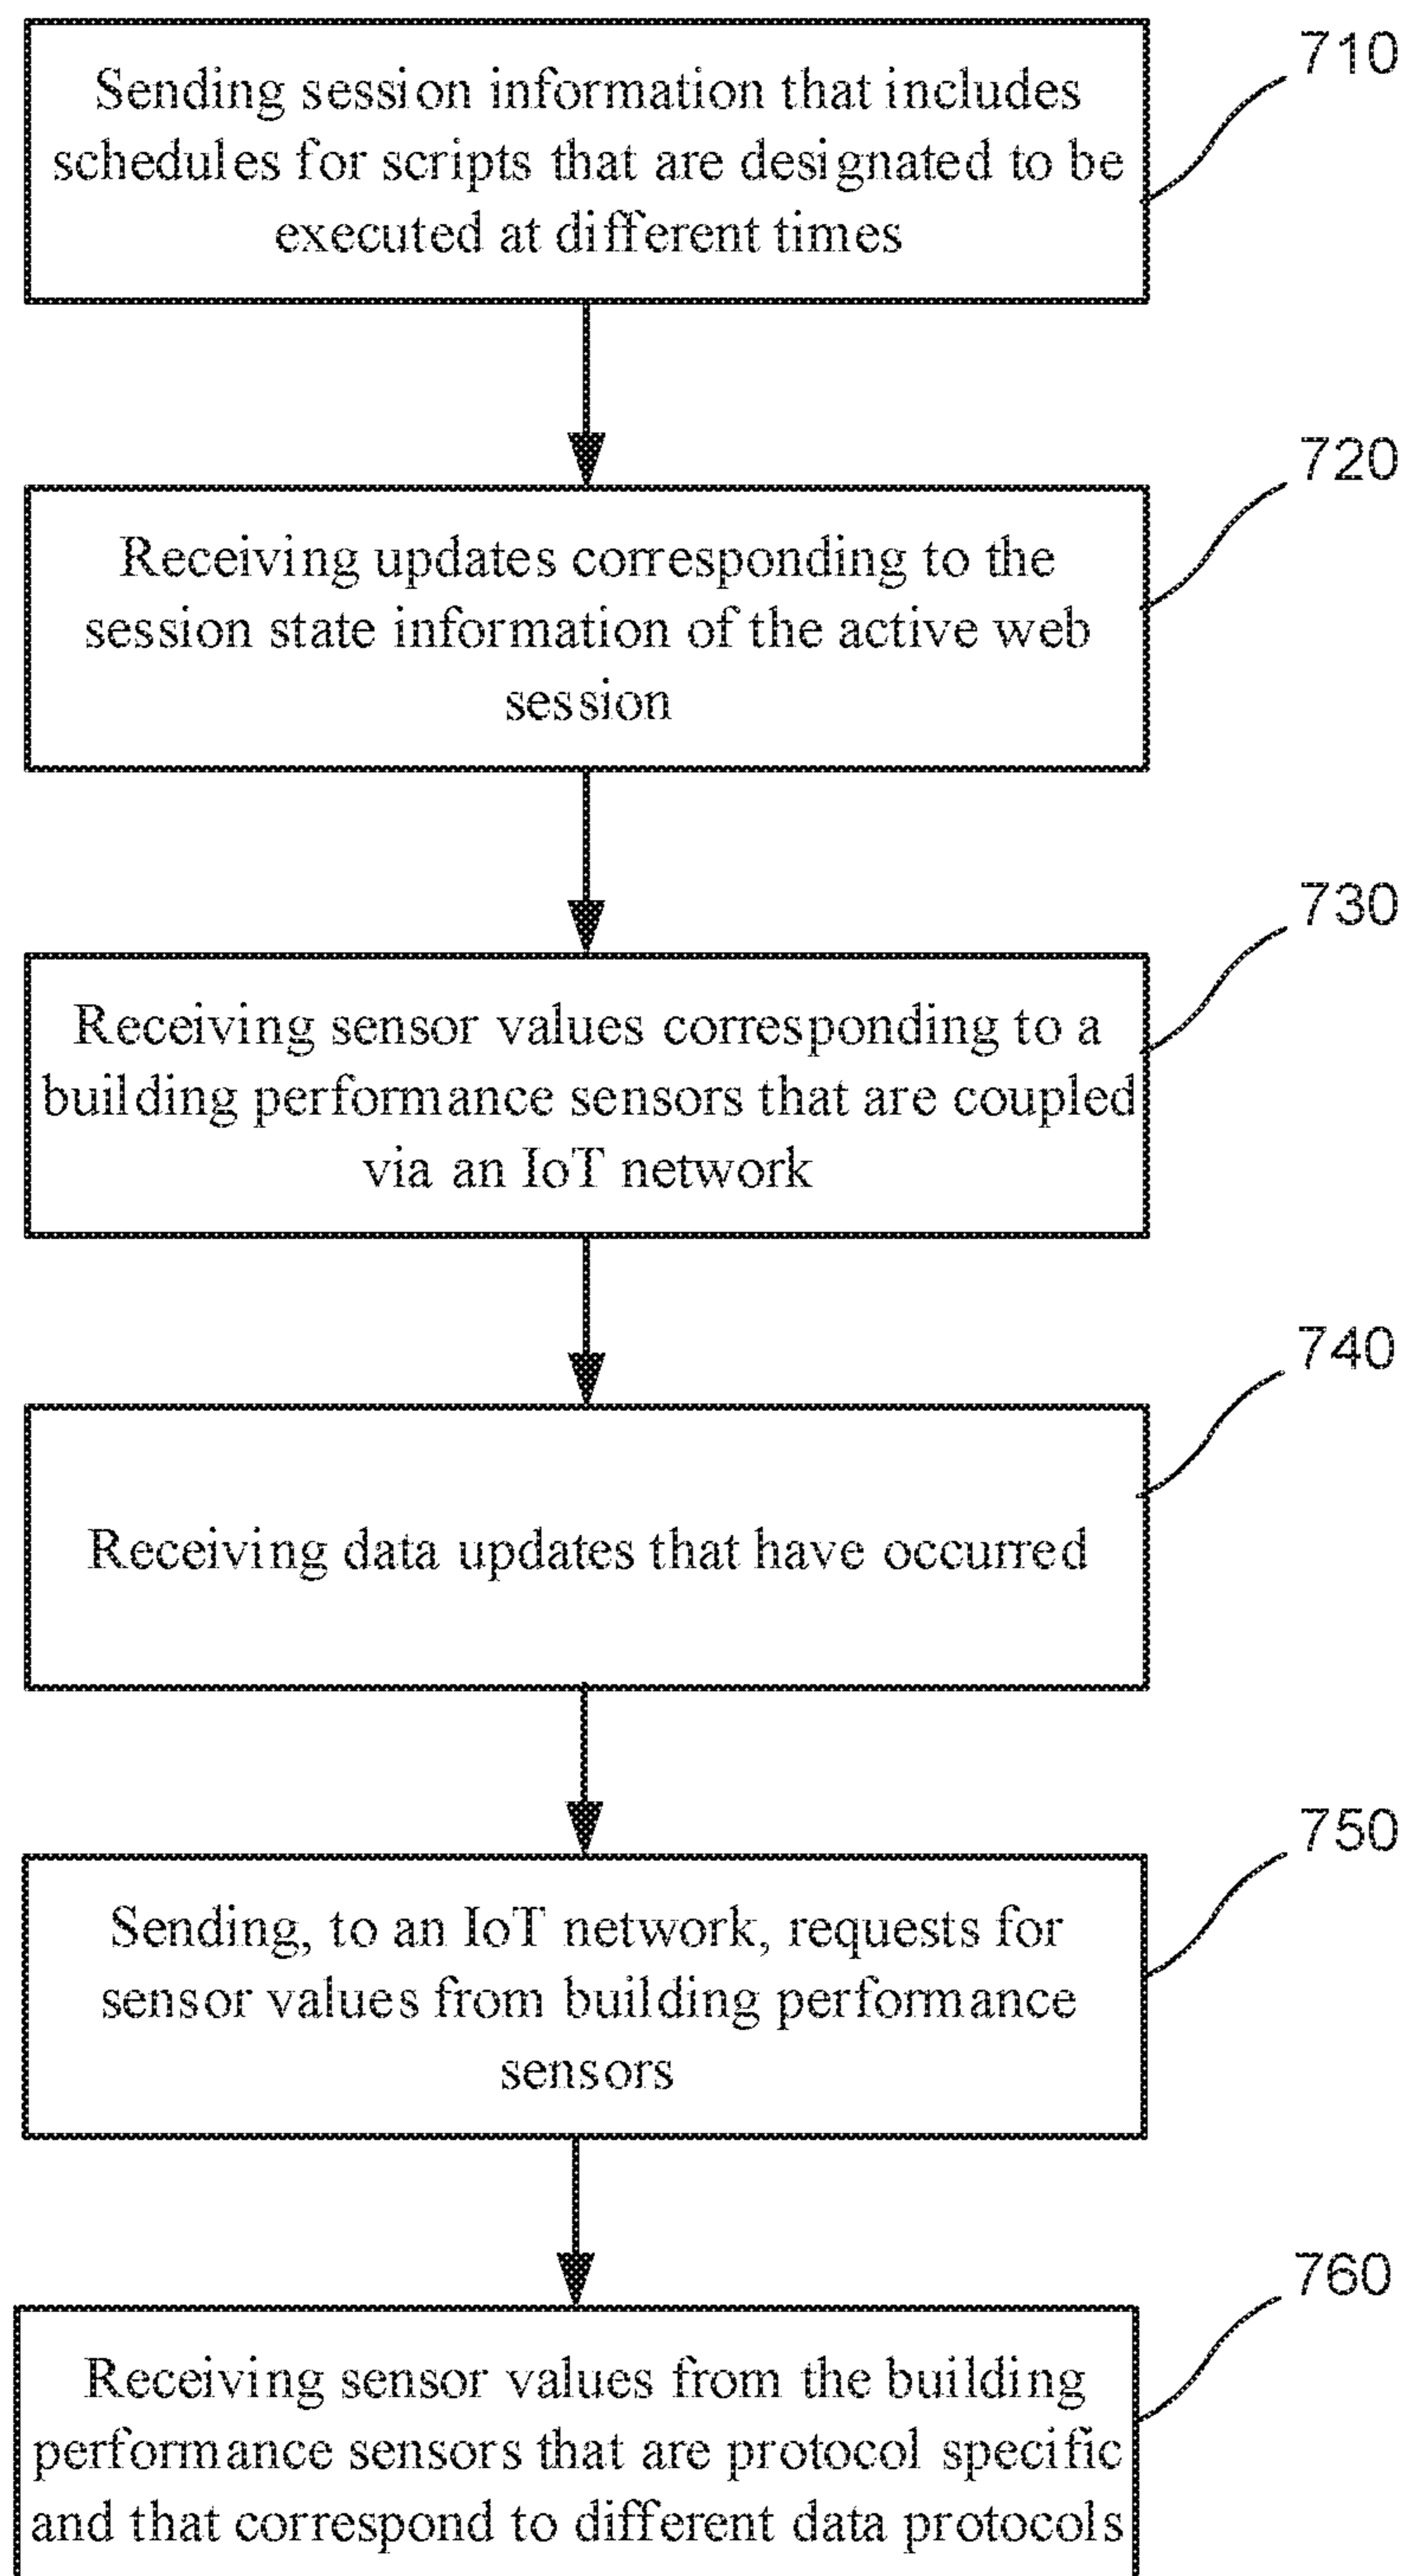 710
Sending session information that includes
schedules for scripts that are designated to be
executed at different times
720
Receiving updates corresponding to the
session state information of the active web
session
730
Receiving sensor values corresponding to a
building performance sensors that are coupled
via an IoT network
740
Receiving data updates that have occurred
750
Sending, to an IoT network, requests for
sensor values from building performance
sensors
760
Receiving sensor values from the building
performance sensors that are protocol specific
and that correspond to different data protocols